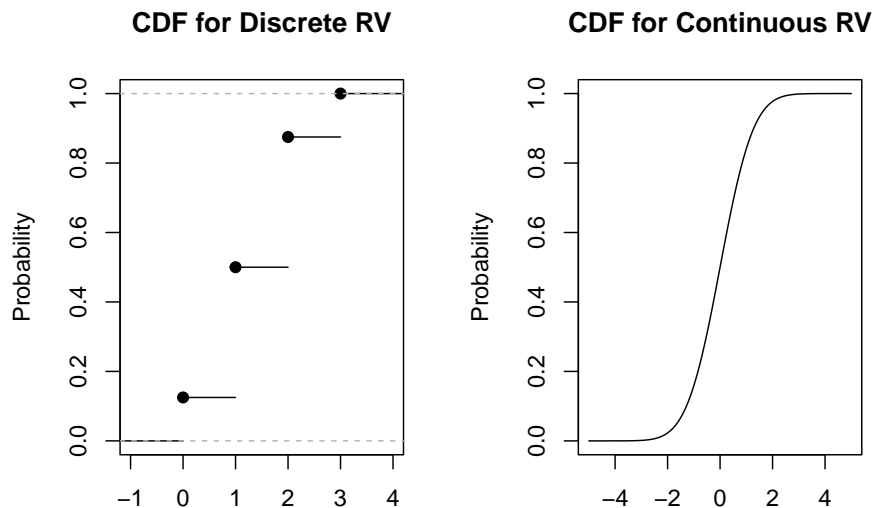 CDF for Discrete RV
Probability
0.0 0.2 0.4 0.6 0.8 1.0
−1 0 1 2 3 4
CDF for Continuous RV
Probability
0.0 0.2 0.4 0.6 0.8 1.0
−4 −2 0 2 4